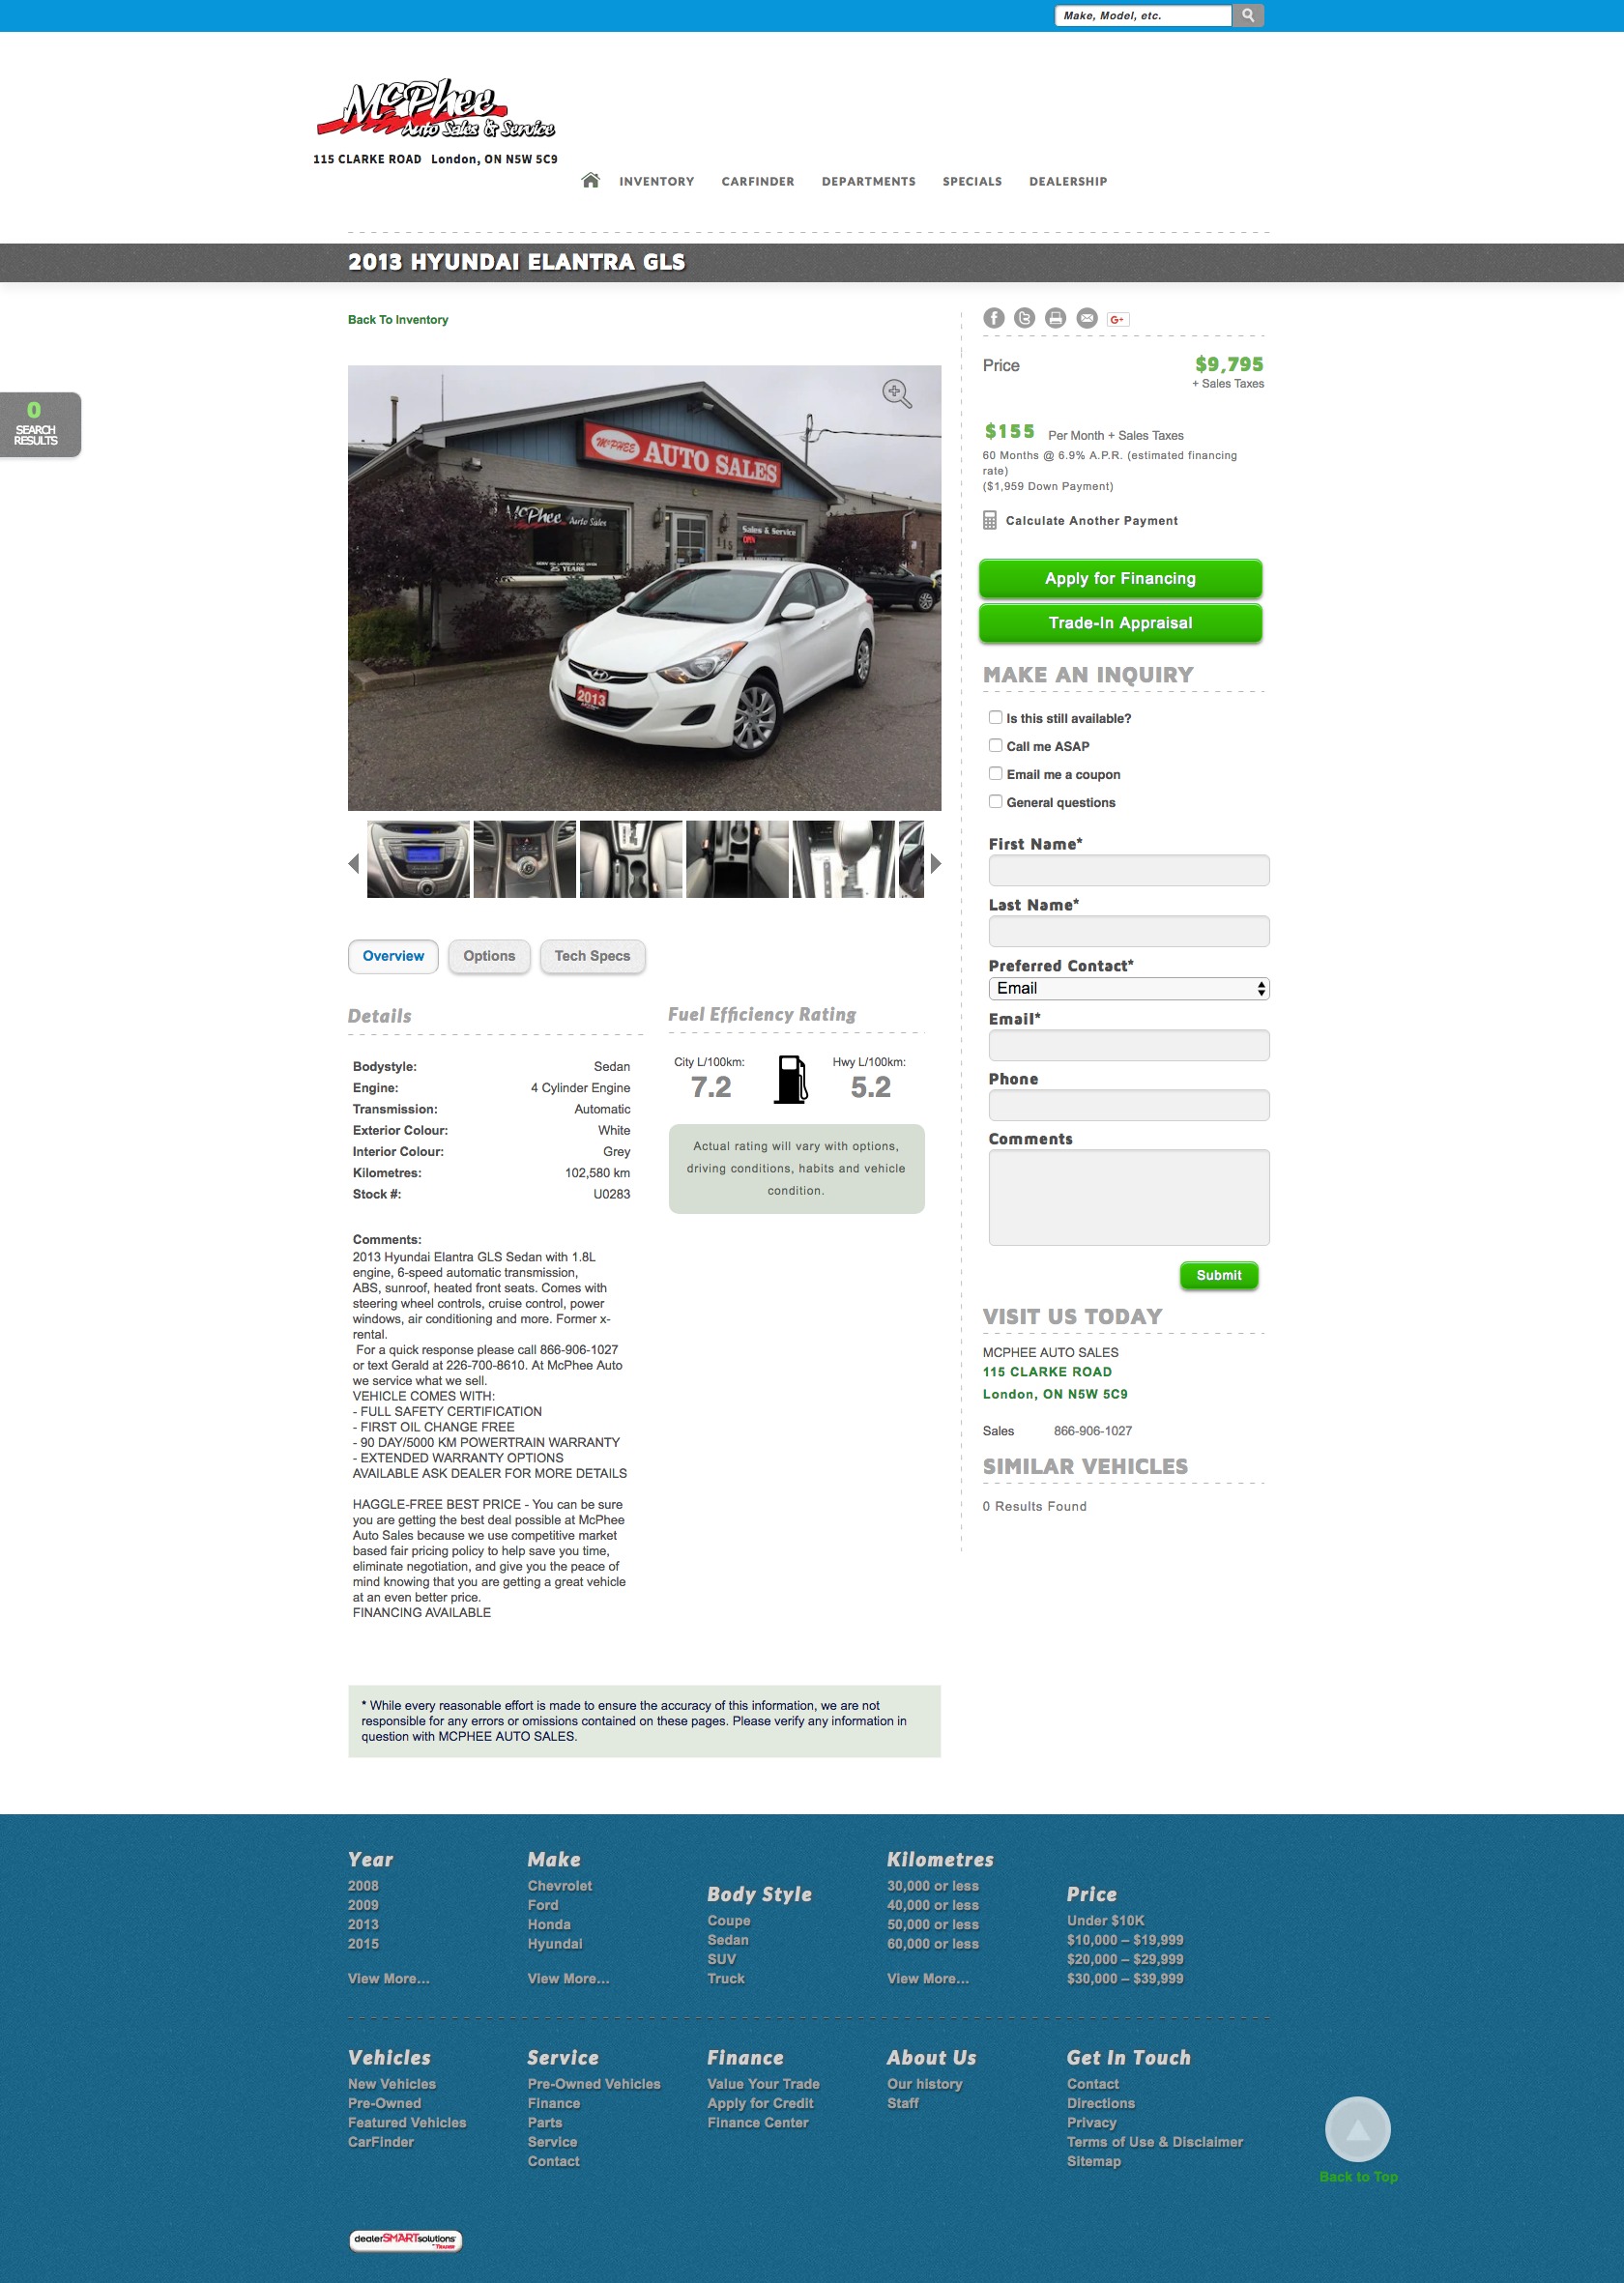 Make, Model, etc.
McPhee
Auto Sales & Service
115 CLARKE ROAD London, ON N5W 5C9
INVENTORY CARFINDER DEPARTMENTS SPECIALS DEALERSHIP
2013 HYUNDAI ELANTRA GLS
Back To Inventory
0
SEARCH
RESULTS
McPHEE AUTO SALES
McPhee Auto Sales
Sales & Service
OPEN
115
25 YEARS
2013
G+
Price $9,795
+ Sales Taxes
$155 Per Month + Sales Taxes
60 Months @ 6.9% A.P.R. (estimated financing
rate)
($1,959 Down Payment)
Calculate Another Payment
Apply for Financing
Trade-In Appraisal
MAKE AN INQUIRY
Is this still available?
Call me ASAP
Email me a coupon
General questions
First Name*
Last Name*
Preferred Contact*
Email
Email*
Phone
Comments
Submit
VISIT US TODAY
MCPHEE AUTO SALES
115 CLARKE ROAD
London, ON N5W 5C9
Sales 866-906-1027
SIMILAR VEHICLES
0 Results Found
Overview Options Tech Specs
Details
Bodystyle: Sedan
Engine: 4 Cylinder Engine
Transmission: Automatic
Exterior Colour: White
Interior Colour: Grey
Kilometres: 102,580 km
Stock #: U0283
Fuel Efficiency Rating
City L/100km: Hwy L/100km:
7.2 5.2
Actual rating will vary with options,
driving conditions, habits and vehicle
condition.
Comments:
2013 Hyundai Elantra GLS Sedan with 1.8L
engine, 6-speed automatic transmission,
ABS, sunroof, heated front seats. Comes with
steering wheel controls, cruise control, power
windows, air conditioning and more. Former x-
rental.
For a quick response please call 866-906-1027
or text Gerald at 226-700-8610. At McPhee Auto
we service what we sell.
VEHICLE COMES WITH:
- FULL SAFETY CERTIFICATION
- FIRST OIL CHANGE FREE
- 90 DAY/5000 KM POWERTRAIN WARRANTY
- EXTENDED WARRANTY OPTIONS
AVAILABLE ASK DEALER FOR MORE DETAILS
HAGGLE-FREE BEST PRICE - You can be sure
you are getting the best deal possible at McPhee
Auto Sales because we use competitive market
based fair pricing policy to help save you time,
eliminate negotiation, and give you the peace of
mind knowing that you are getting a great vehicle
at an even better price.
FINANCING AVAILABLE
* While every reasonable effort is made to ensure the accuracy of this information, we are not
responsible for any errors or omissions contained on these pages. Please verify any information in
question with MCPHEE AUTO SALES.
Year
2008
2009
2013
2015
View More...
Make
Chevrolet
Ford
Honda
Hyundai
View More...
Body Style
Coupe
Sedan
SUV
Truck
Kilometres
30,000 or less
40,000 or less
50,000 or less
60,000 or less
View More...
Price
Under $10K
$10,000 – $19,999
$20,000 – $29,999
$30,000 – $39,999
Vehicles
New Vehicles
Pre-Owned
Featured Vehicles
CarFinder
Service
Pre-Owned Vehicles
Finance
Parts
Service
Contact
Finance
Value Your Trade
Apply for Credit
Finance Center
About Us
Our history
Staff
Get In Touch
Contact
Directions
Privacy
Terms of Use & Disclaimer
Sitemap
Back to Top
dealerSMARTsolutions